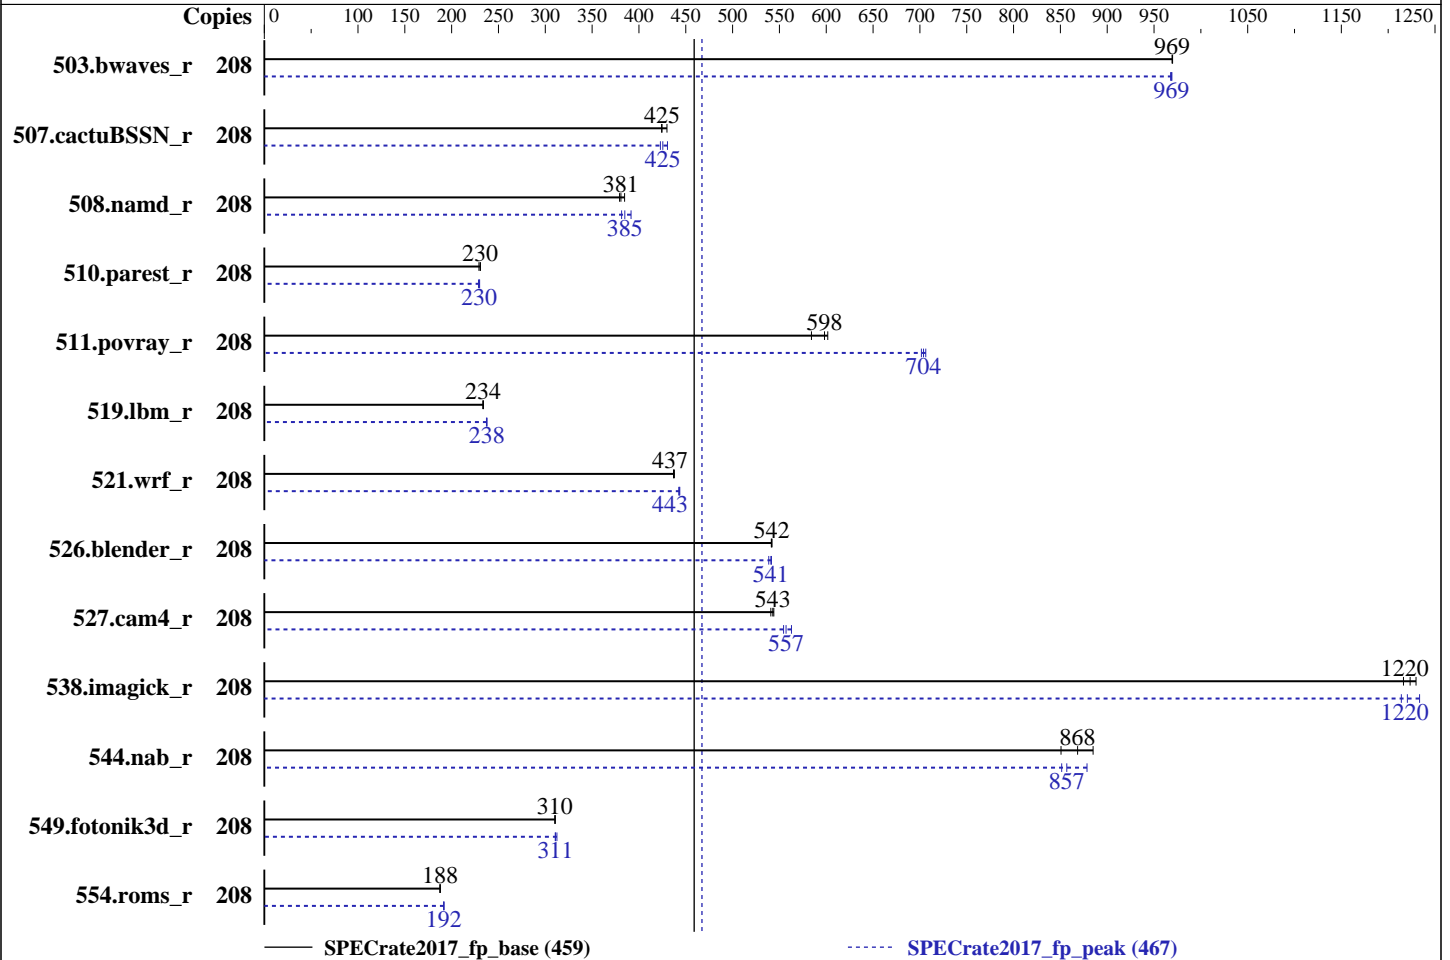 Copies 0 100 150 200 250 300 350 400 450 500 550 600 650 700 750 800 850 900 950 1050 1150 1250
969
503.bwaves_r 208
969
425
507.cactuBSSN_r 208
425
381
508.namd_r 208
385
230
510.parest_r 208
230
598
511.povray_r 208
704
234
519.lbm_r 208
238
437
521.wrf_r 208
443
542
526.blender_r 208
541
543
527.cam4_r 208
557
1220
538.imagick_r 208
1220
868
544.nab_r 208
857
310
549.fotonik3d_r 208
311
188
554.roms_r 208
192
SPECrate2017_fp_base (459) SPECrate2017_fp_peak (467)